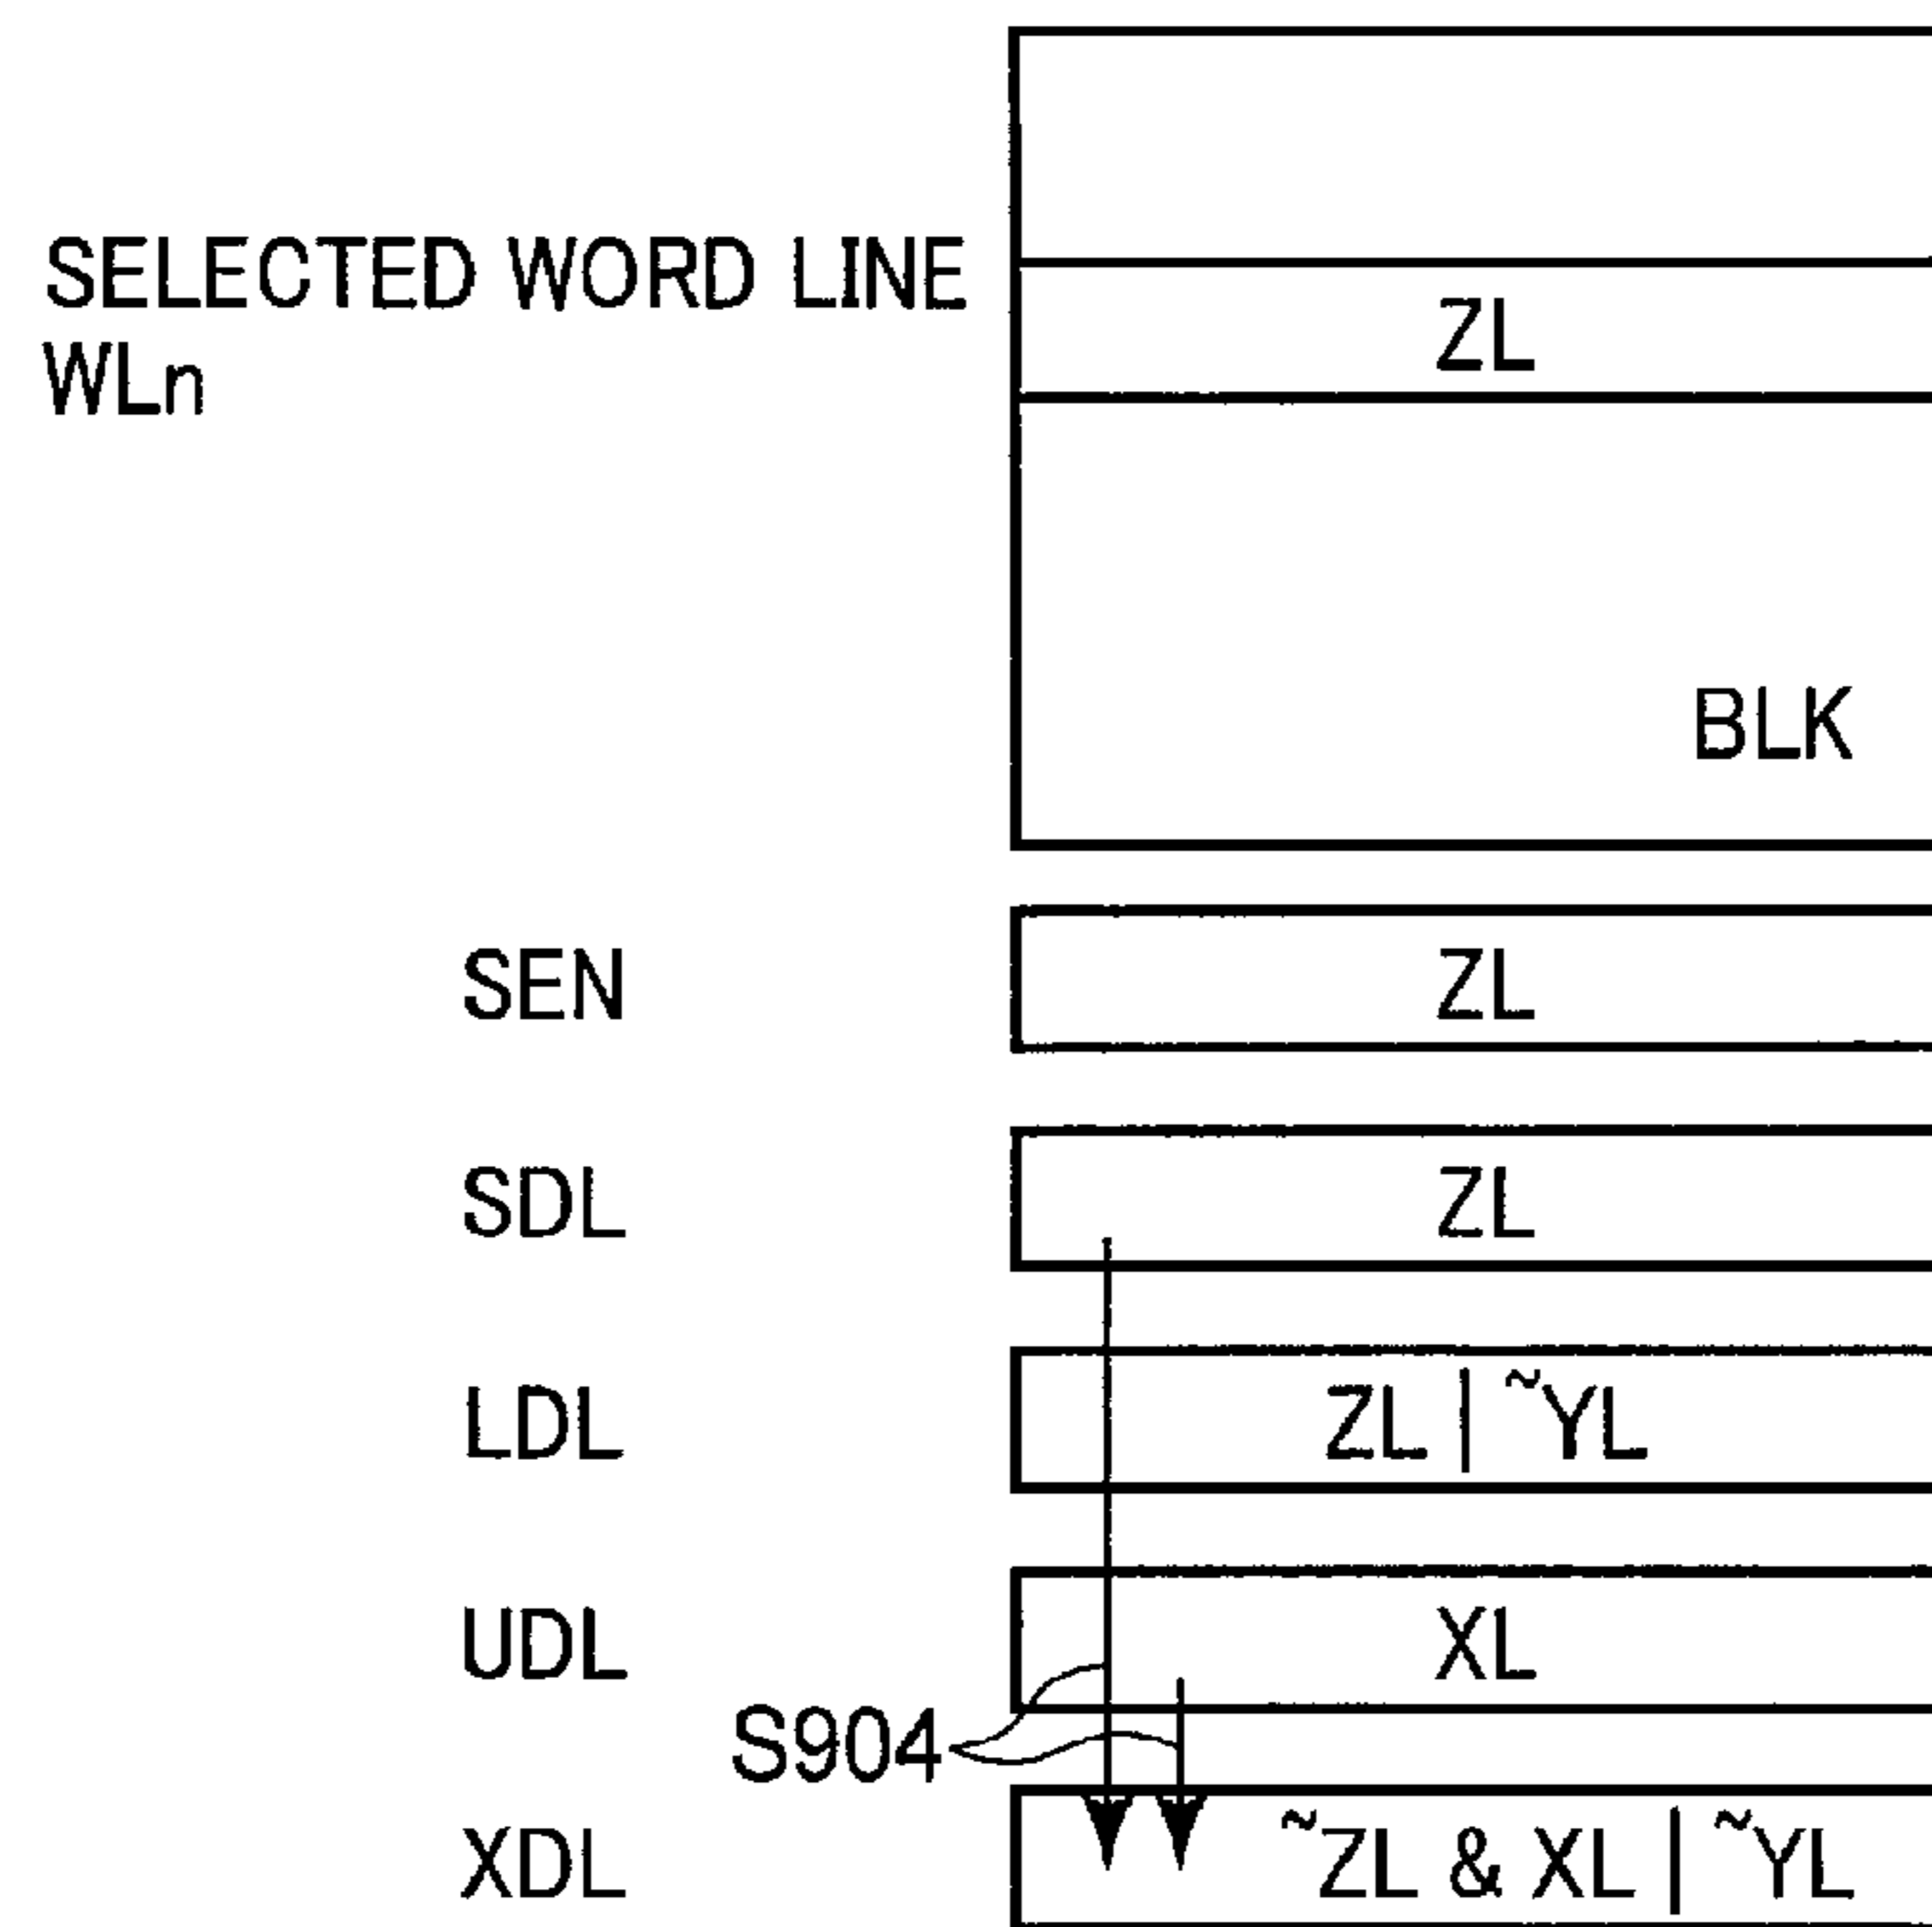 SELECTED WORD LINE
WLn
ZL
BLK
SEN ZL
SDL ZL
LDL ZL | ~YL
UDL XL
S904
XDL ~ZL & XL | ~YL